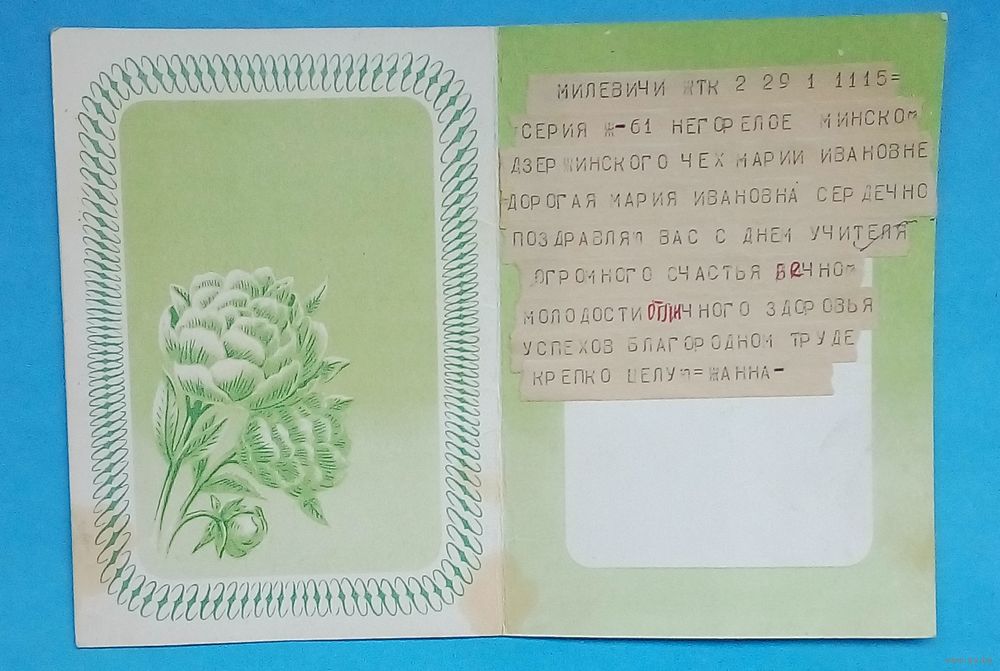 МИЛЕВИЧИ ЖТК 2 29 1 1115=
СЕРИЯ Ж-61 НЕГОРЕЛОЕ МИНСКОЙ
ДЗЕРЖИНСКОГО ЧЕХ МАРИИ ИВАНОВНЕ
ДОРОГАЯ МАРИЯ ИВАНОВНА СЕРДЕЧНО
ПОЗДРАВЛЯЮ ВАС С ДНЕМ УЧИТЕЛЯ
ОГРОМНОГО СЧАСТЬЯ ВЕЧНОЙ
МОЛОДОСТИ ОТЛИЧНОГО ЗДОРОВЬЯ
УСПЕХОВ БЛАГОРОДНОМ ТРУДЕ
КРЕПКО ЦЕЛУЮ=ЖАННА-